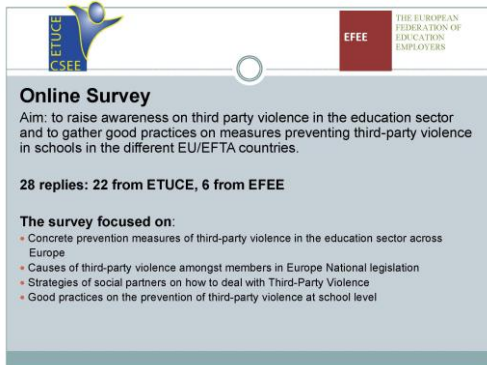 ETUCE
CSEE
EFEE
THE EUROPEAN
FEDERATION OF
EDUCATION
EMPLOYERS
Online Survey
Aim: to raise awareness on third party violence in the education sector
and to gather good practices on measures preventing third-party violence
in schools in the different EU/EFTA countries.
28 replies: 22 from ETUCE, 6 from EFEE
The survey focused on:
• Concrete prevention measures of third-party violence in the education sector across
Europe
• Causes of third-party violence amongst members in Europe National legislation
• Strategies of social partners on how to deal with Third-Party Violence
• Good practices on the prevention of third-party violence at school level